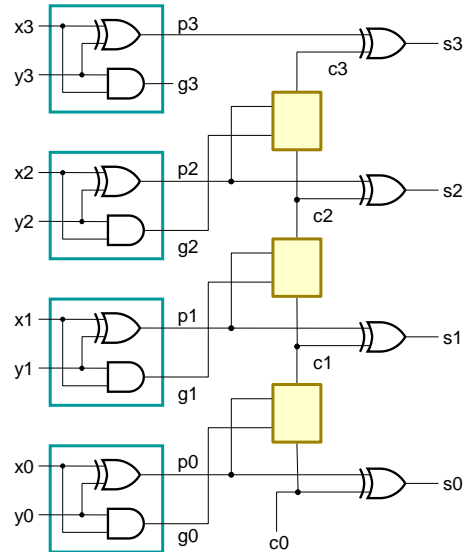 x3 p3
s3
y3 c3
g3
x2 p2
s2
y2 g2 c2
x1 p1
s1
y1 c1
g1
x0 p0
s0
y0 g0 c0